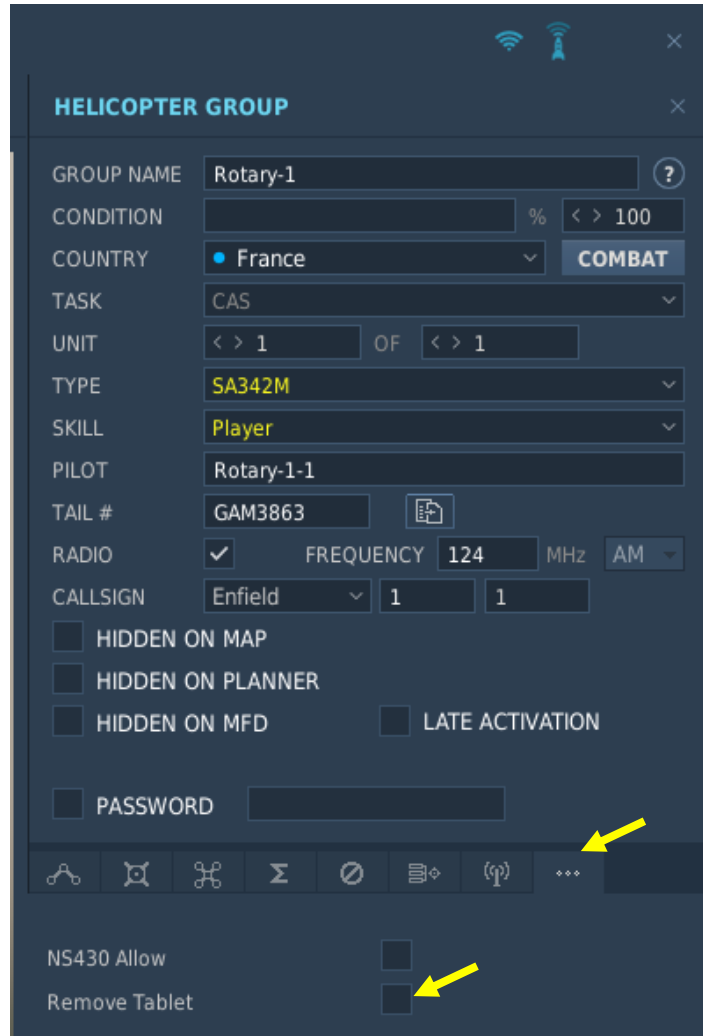 HELICOPTER GROUP
GROUP NAME Rotary-1 ?
CONDITION % < > 100
COUNTRY France COMBAT
TASK CAS
UNIT < > 1 OF < > 1
TYPE SA342M
SKILL Player
PILOT Rotary-1-1
TAIL # GAM3863
RADIO FREQUENCY 124 MHz AM
CALLSIGN Enfield 1 1
HIDDEN ON MAP
HIDDEN ON PLANNER
HIDDEN ON MFD LATE ACTIVATION
PASSWORD
NS430 Allow
Remove Tablet